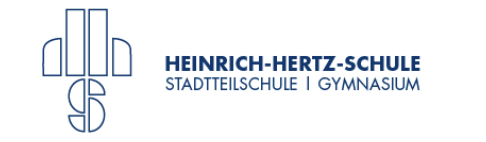 HEINRICH-HERTZ-SCHULE
STADTTEILSCHULE | GYMNASIUM